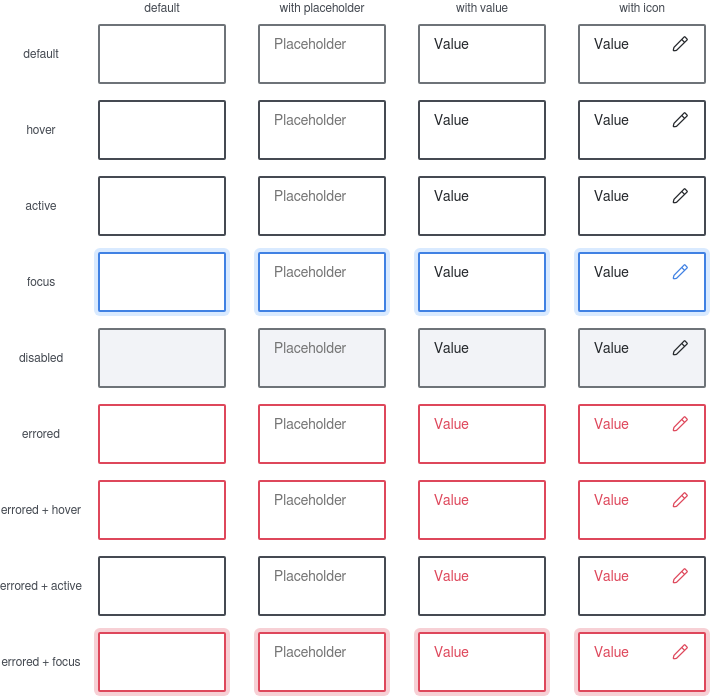 default with placeholder with value with icon
default Placeholder Value Value
hover Placeholder Value Value
active Placeholder Value Value
focus Placeholder Value Value
disabled Placeholder Value Value
errored Placeholder Value Value
errored + hover Placeholder Value Value
errored + active Placeholder Value Value
errored + focus Placeholder Value Value